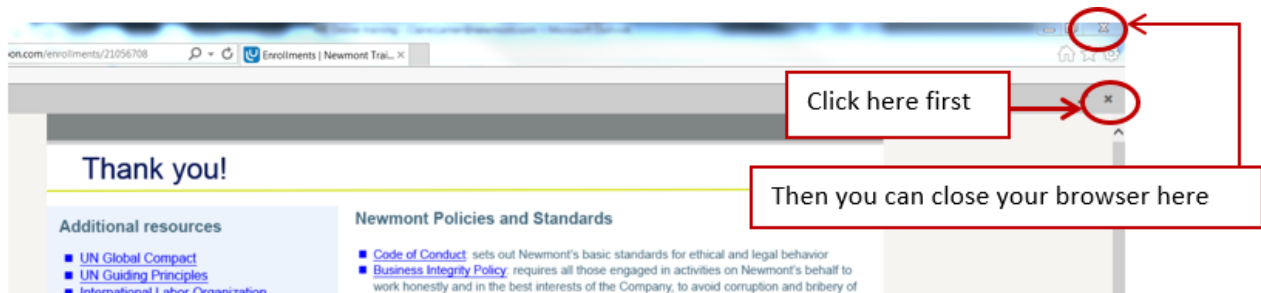 on.com/enrollments/21056708
Enrollments | Newmont Trai...
Click here first
Thank you!
Then you can close your browser here
Additional resources
UN Global Compact
UN Guiding Principles
International Labor Organization
Newmont Policies and Standards
Code of Conduct: sets out Newmont's basic standards for ethical and legal behavior
Business Integrity Policy: requires all those engaged in activities on Newmont's behalf to
work honestly and in the best interests of the Company, to avoid corruption and bribery of